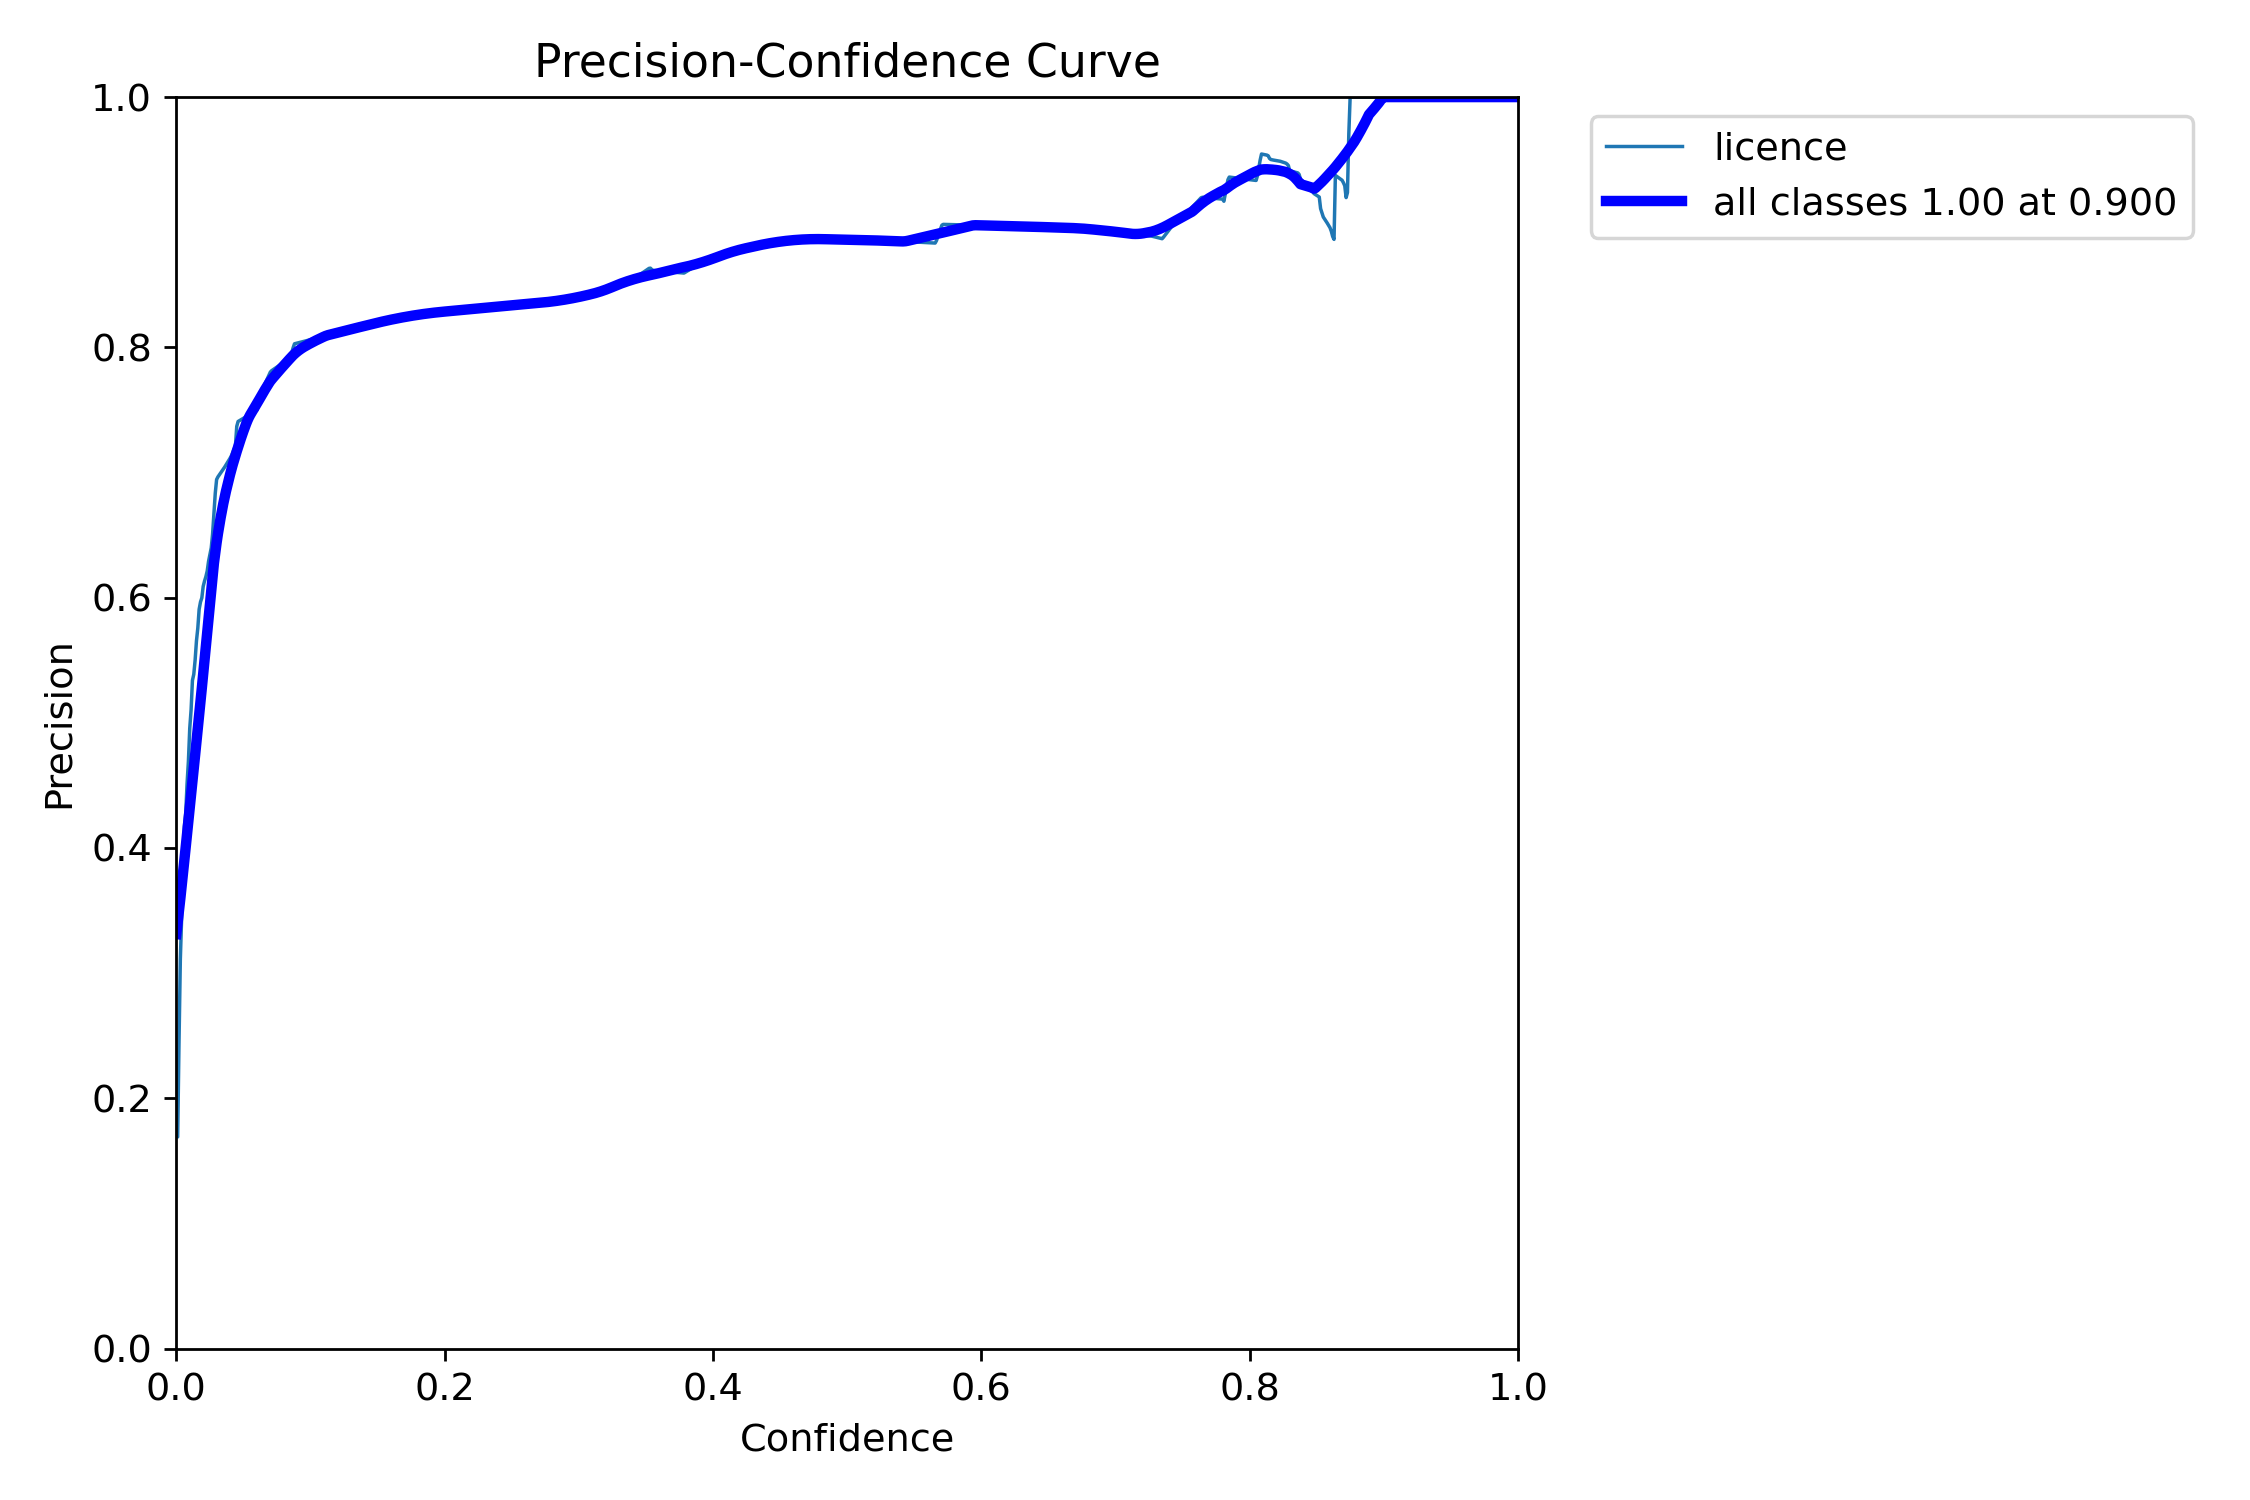 Precision-Confidence Curve
1.0
0.8
0.6
0.4
0.2
0.0
Precision
0.0 0.2 0.4 0.6 0.8 1.0
Confidence
licence
all classes 1.00 at 0.900